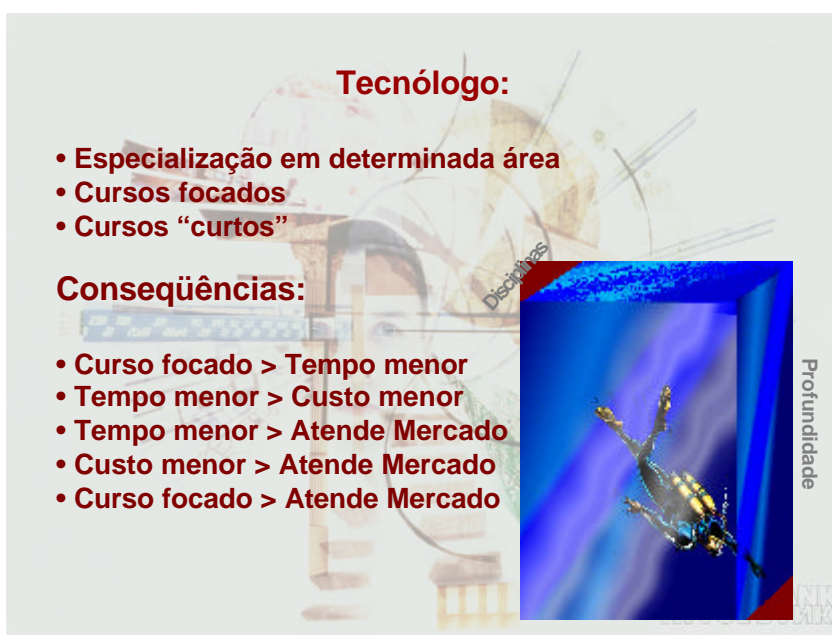 Tecnólogo:
• Especialização em determinada área
• Cursos focados
• Cursos “curtos”
Conseqüências:
• Curso focado > Tempo menor
• Tempo menor > Custo menor
• Tempo menor > Atende Mercado
• Custo menor > Atende Mercado
• Curso focado > Atende Mercado
Disciplinas
Profundidade